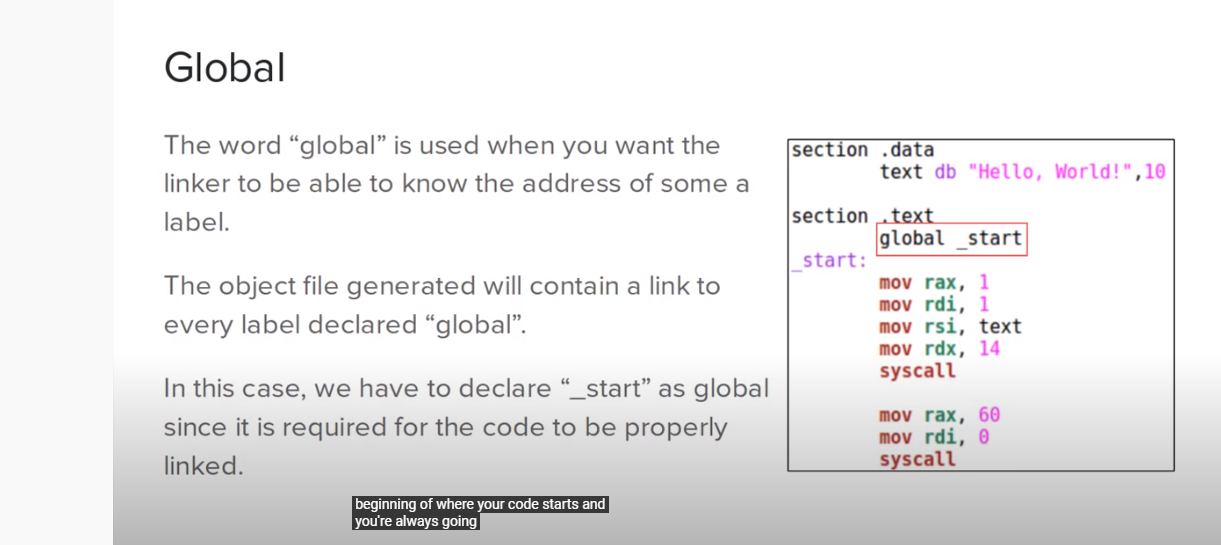 Global
The word “global” is used when you want the
linker to be able to know the address of some a
label.
The object file generated will contain a link to
every label declared “global”.
In this case, we have to declare “_start” as global
since it is required for the code to be properly
linked.
section .data
text db "Hello, World!",10
section .text
global _start
_start:
mov rax, 1
mov rdi, 1
mov rsi, text
mov rdx, 14
syscall
mov rax, 60
mov rdi, 0
syscall
beginning of where your code starts and
you're always going